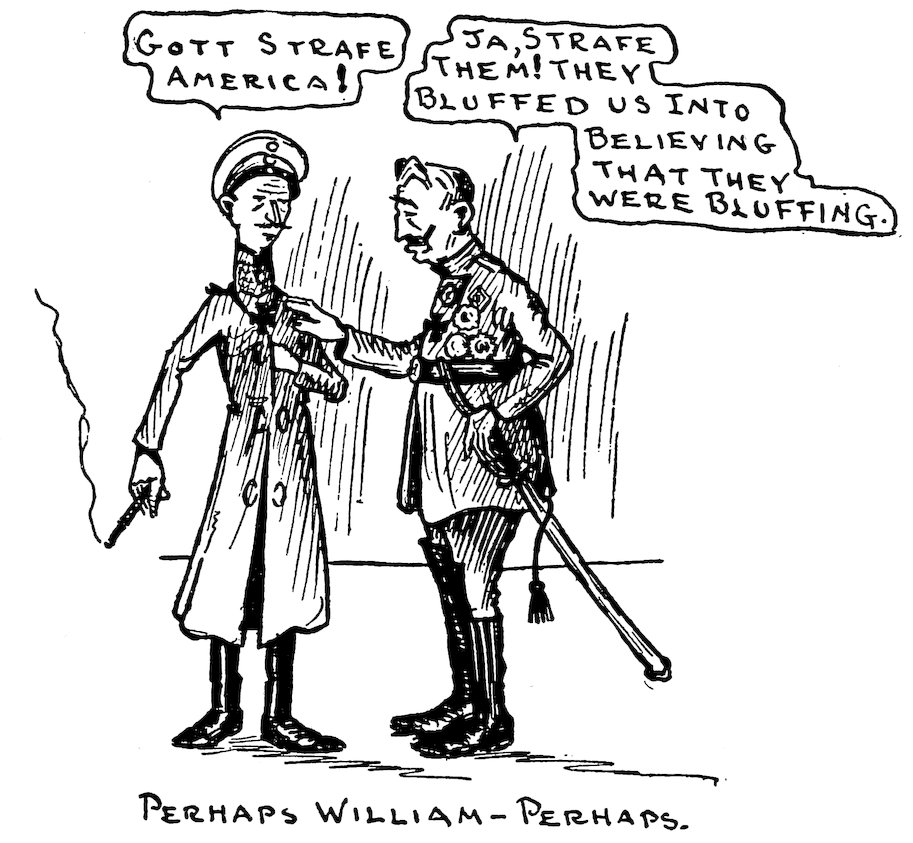 GOTT STRAFE
AMERICA!
JA, STRAFE
THEM! THEY
BLUFFED US INTO
BELIEVING
THAT THEY
WERE BLUFFING.
PERHAPS WILLIAM – PERHAPS.